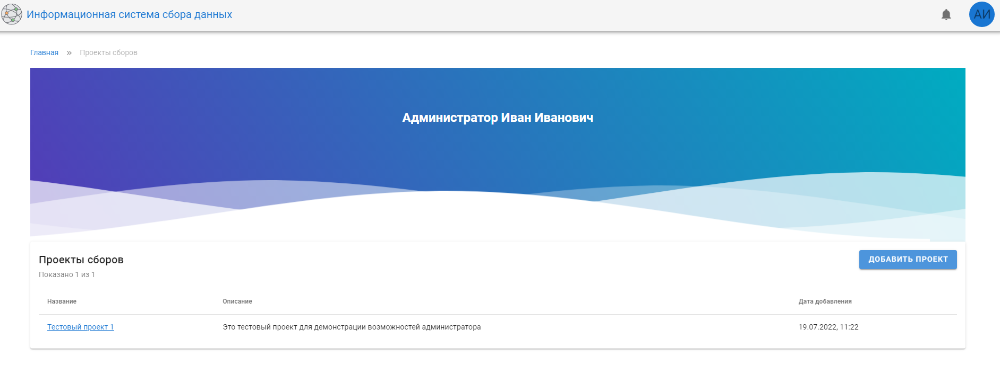 Информационная система сбора данных
АИ
Главная » Проекты сборов
Администратор Иван Иванович
Проекты сборов
ДОБАВИТЬ ПРОЕКТ
Показано 1 из 1
Название Описание Дата добавления
Тестовый проект 1 Это тестовый проект для демонстрации возможностей администратора 19.07.2022, 11:22